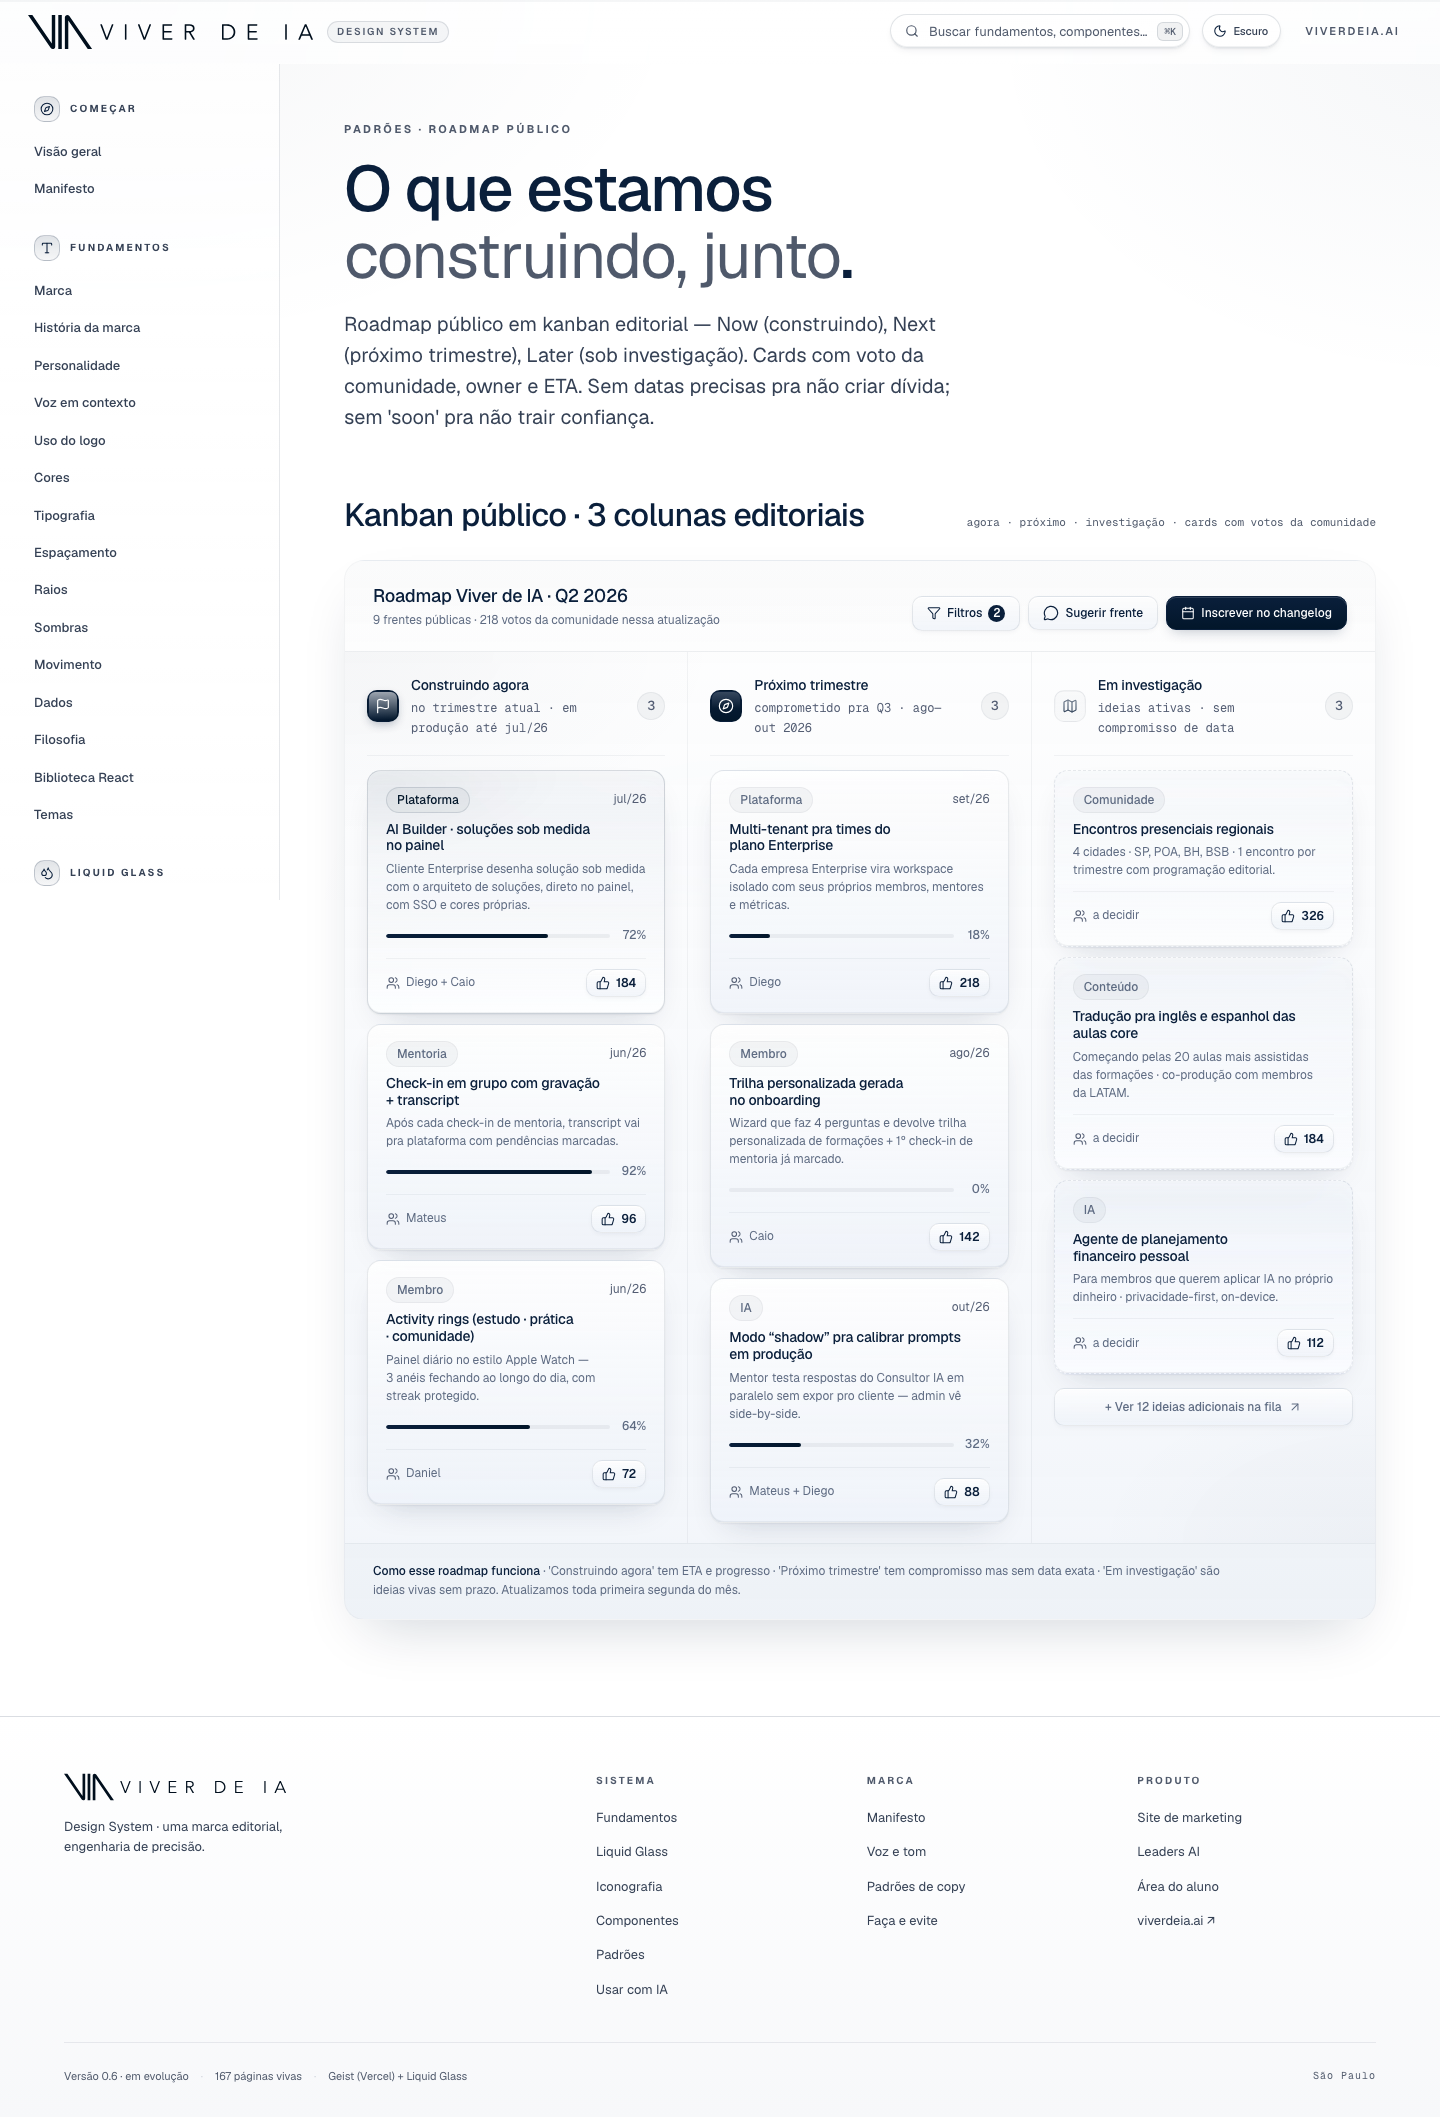 VIVER DE IA
DESIGN SYSTEM
Buscar fundamentos, componentes...
⌘K
Escuro
VIVERDEIA.AI
COMEÇAR
Visão geral
Manifesto
FUNDAMENTOS
Marca
História da marca
Personalidade
Voz em contexto
Uso do logo
Cores
Tipografia
Espaçamento
Raios
Sombras
Movimento
Dados
Filosofia
Biblioteca React
Temas
LIQUID GLASS
PADRÕES · ROADMAP PÚBLICO
O que estamos
construindo, junto.
Roadmap público em kanban editorial — Now (construindo), Next
(próximo trimestre), Later (sob investigação). Cards com voto da
comunidade, owner e ETA. Sem datas precisas pra não criar dívida;
sem 'soon' pra não trair confiança.
Kanban público · 3 colunas editoriais
agora · próximo · investigação · cards com votos da comunidade
Roadmap Viver de IA · Q2 2026
9 frentes públicas · 218 votos da comunidade nessa atualização
Filtros 2
Sugerir frente
Inscrever no changelog
Construindo agora
no trimestre atual · em
produção até jul/26
3
Plataforma
jul/26
AI Builder · soluções sob medida
no painel
Cliente Enterprise desenha solução sob medida
com o arquiteto de soluções, direto no painel,
com SSO e cores próprias.
72%
Diego + Caio
184
Mentoria
jun/26
Check-in em grupo com gravação
+ transcript
Após cada check-in de mentoria, transcript vai
pra plataforma com pendências marcadas.
92%
Mateus
96
Membro
jun/26
Activity rings (estudo · prática
· comunidade)
Painel diário no estilo Apple Watch —
3 anéis fechando ao longo do dia, com
streak protegido.
64%
Daniel
72
Próximo trimestre
comprometido pra Q3 · ago—
out 2026
3
Plataforma
set/26
Multi-tenant pra times do
plano Enterprise
Cada empresa Enterprise vira workspace
isolado com seus próprios membros, mentores
e métricas.
18%
Diego
218
Membro
ago/26
Trilha personalizada gerada
no onboarding
Wizard que faz 4 perguntas e devolve trilha
personalizada de formações + 1º check-in de
mentoria já marcado.
0%
Caio
142
IA
out/26
Modo “shadow” pra calibrar prompts
em produção
Mentor testa respostas do Consultor IA em
paralelo sem expor pro cliente — admin vê
side-by-side.
32%
Mateus + Diego
88
Em investigação
ideias ativas · sem
compromisso de data
3
Comunidade
Encontros presenciais regionais
4 cidades · SP, POA, BH, BSB · 1 encontro por
trimestre com programação editorial.
a decidir
326
Conteúdo
Tradução pra inglês e espanhol das
aulas core
Começando pelas 20 aulas mais assistidas
das formações · co-produção com membros
da LATAM.
a decidir
184
IA
Agente de planejamento
financeiro pessoal
Para membros que querem aplicar IA no próprio
dinheiro · privacidade-first, on-device.
a decidir
112
+ Ver 12 ideias adicionais na fila
Como esse roadmap funciona · 'Construindo agora' tem ETA e progresso · 'Próximo trimestre' tem compromisso mas sem data exata · 'Em investigação' são
ideias vivas sem prazo. Atualizamos toda primeira segunda do mês.
VIVER DE IA
Design System · uma marca editorial,
engenharia de precisão.
SISTEMA
Fundamentos
Liquid Glass
Iconografia
Componentes
Padrões
Usar com IA
MARCA
Manifesto
Voz e tom
Padrões de copy
Faça e evite
PRODUTO
Site de marketing
Leaders AI
Área do aluno
viverdeia.ai ↗
Versão 0.6 · em evolução · 167 páginas vivas · Geist (Vercel) + Liquid Glass
São Paulo